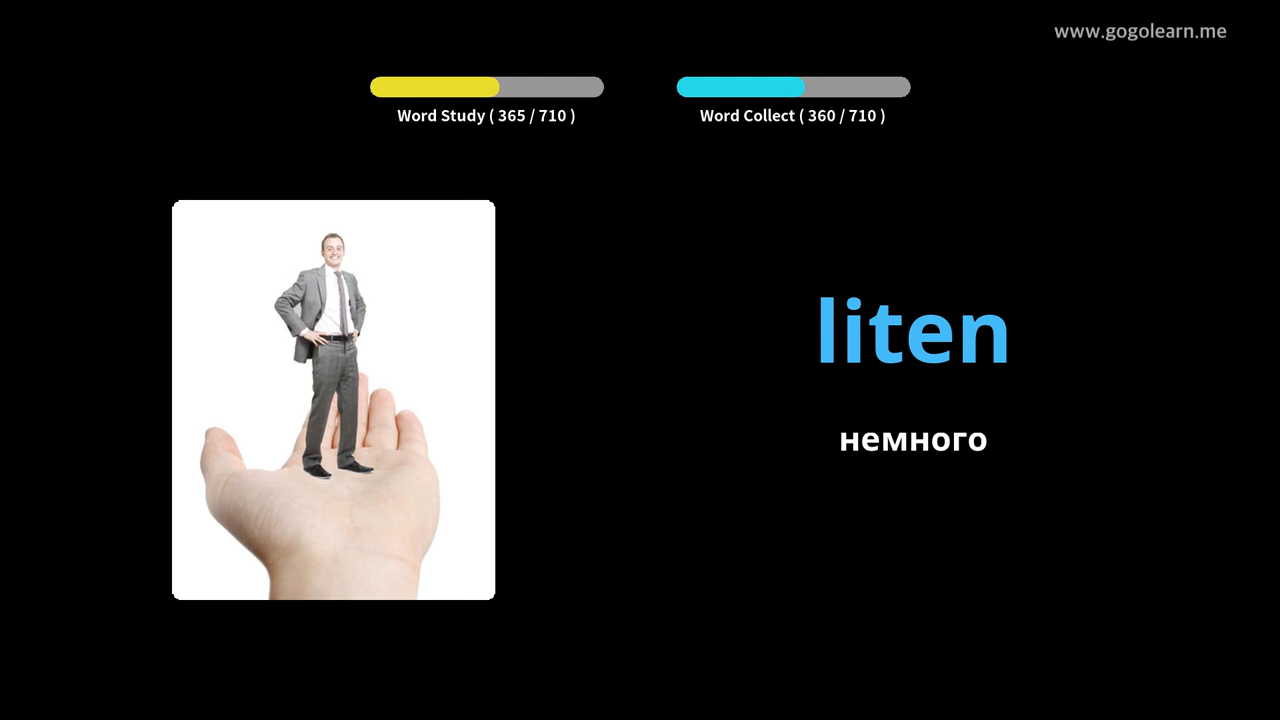 www.gogolearn.me
Word Study ( 365 / 710 )
Word Collect ( 360 / 710 )
liten
немного